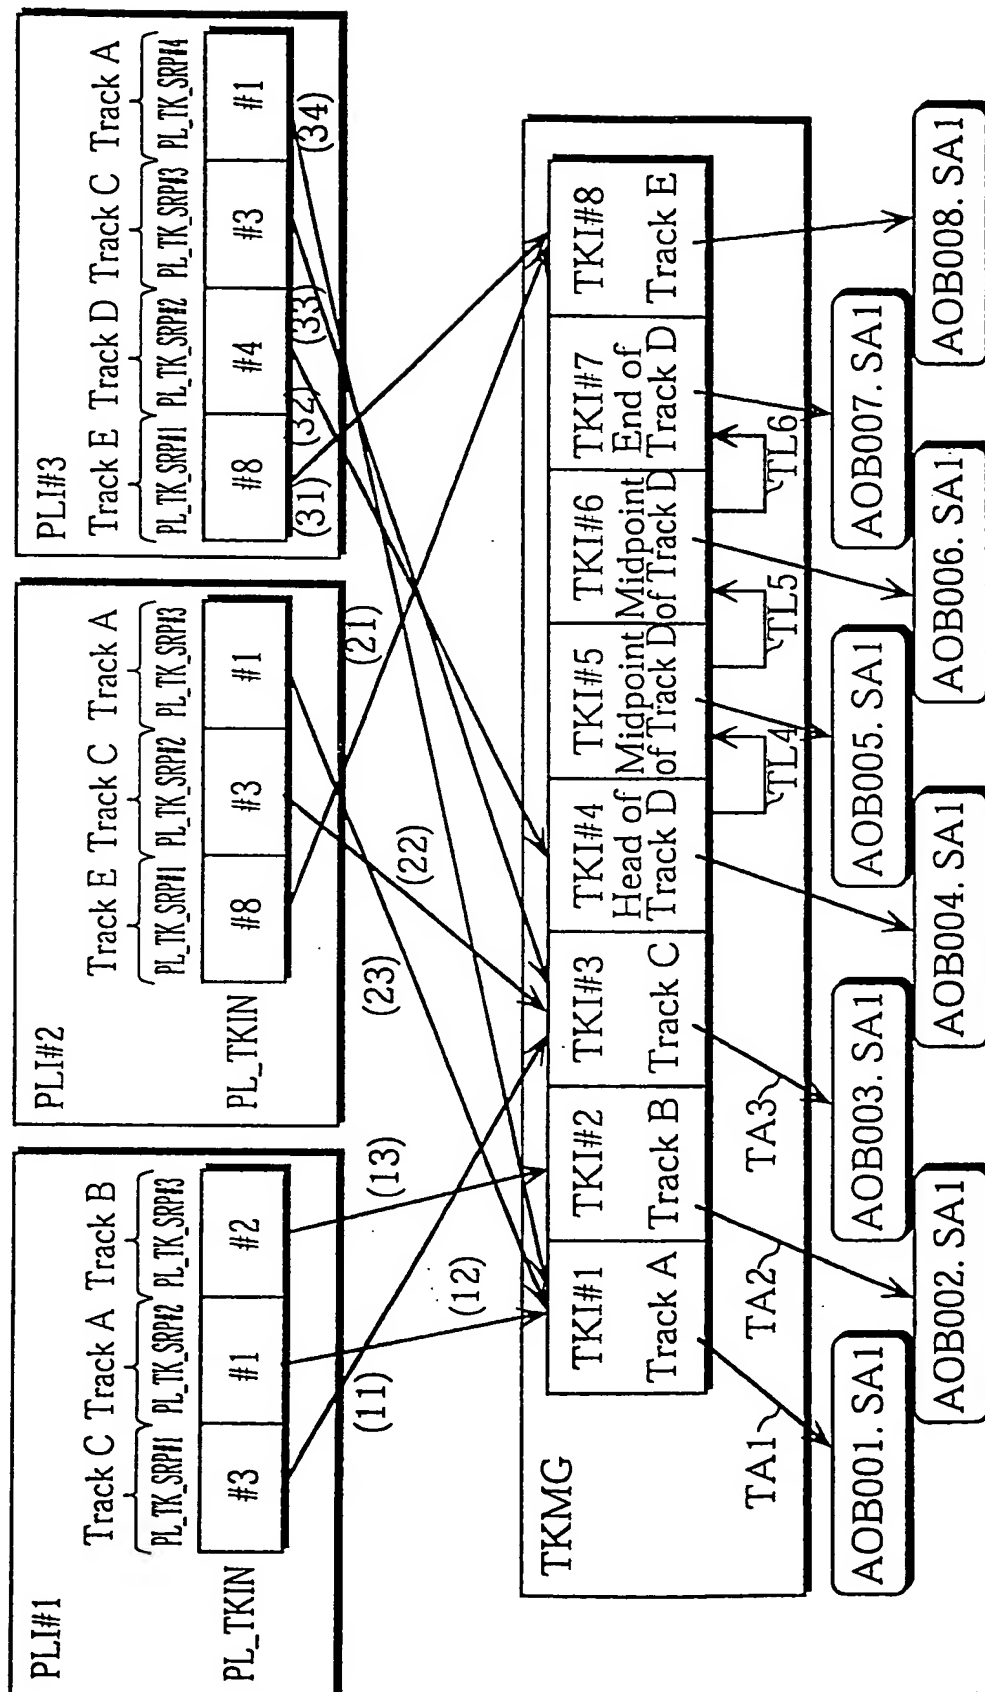 PLI#1
Track C Track A Track B
PL_TK_SRP#1 PL_TK_SRP#2 PL_TK_SRP#3
PL_TKIN
#3 #1 #2
(11)
(12)
(13)
PLI#2
Track E Track C Track A
PL_TK_SRP#1 PL_TK_SRP#2 PL_TK_SRP#3
PL_TKIN
#8 #3 #1
(23)
(22)
(21)
PLI#3
Track E Track D Track C Track A
PL_TK_SRP#1 PL_TK_SRP#2 PL_TK_SRP#3 PL_TK_SRP#4
#8 #4 #3 #1
(31)
(32)
(33)
(34)
TKMG
TKI#1
Track A
TKI#2
Track B
TKI#3
Track C
TKI#4
Head of
Track D
TKI#5
Midpoint
of Track D
TKI#6
Midpoint
of Track D
TKI#7
End of
Track D
TKI#8
Track E
TA1
TA2
TA3
TL4
TL5
TL6
AOB001. SA1
AOB002. SA1
AOB003. SA1
AOB004. SA1
AOB005. SA1
AOB006. SA1
AOB007. SA1
AOB008. SA1